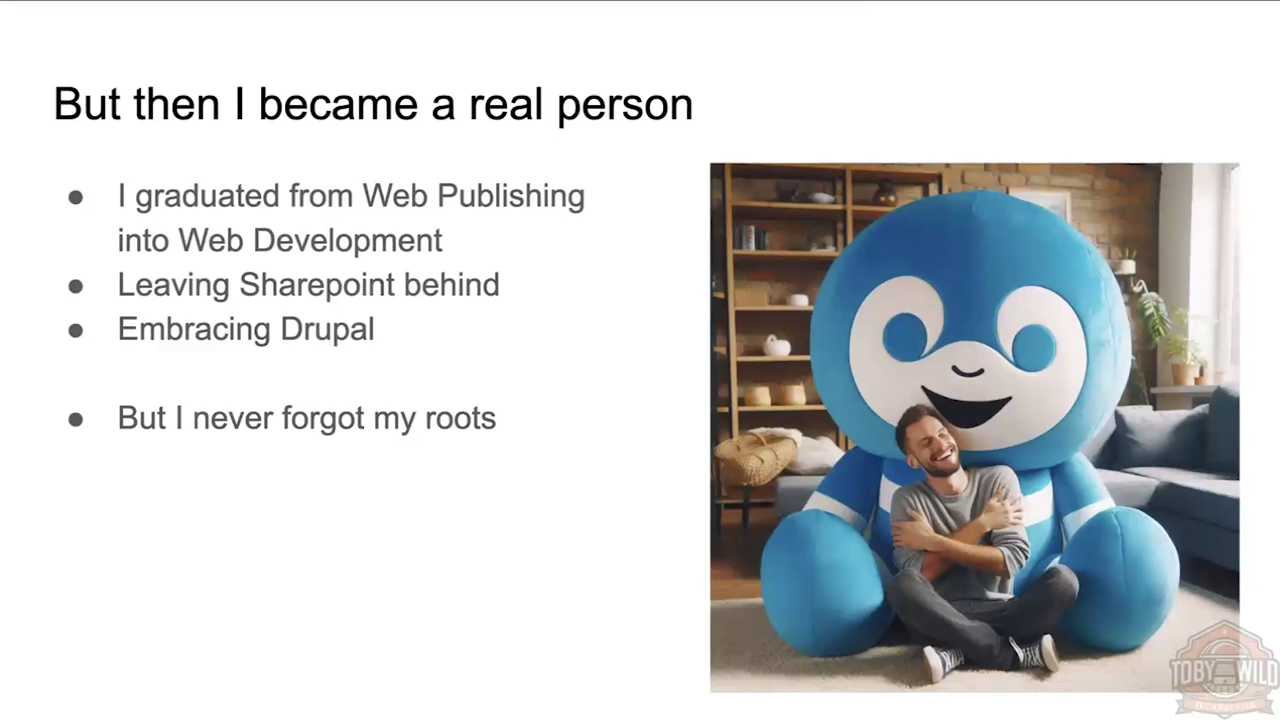 But then I became a real person
● I graduated from Web Publishing
into Web Development
● Leaving Sharepoint behind
● Embracing Drupal
● But I never forgot my roots
TOBY WILD